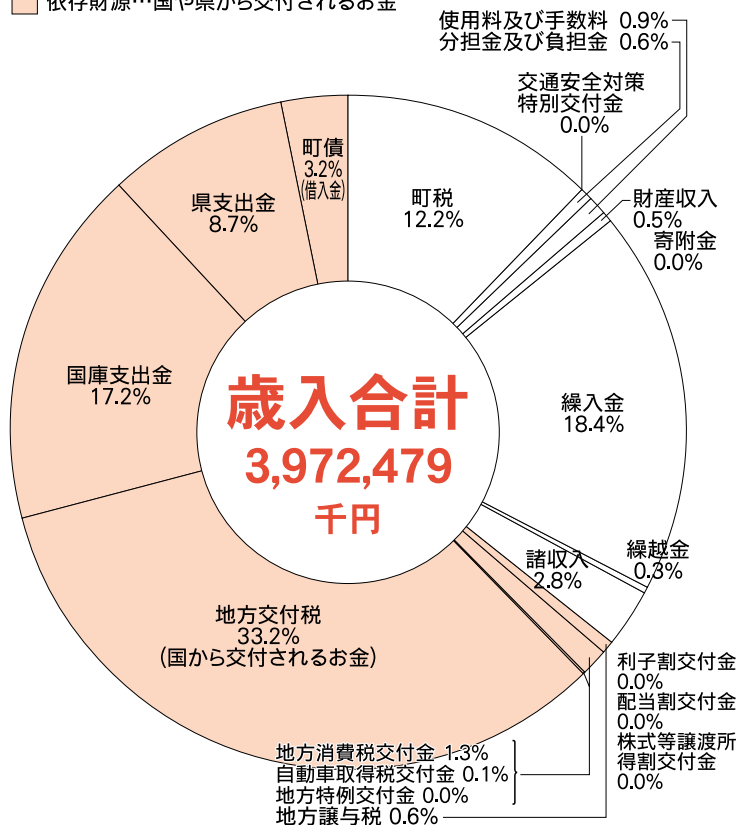 依存財源…国や県から交付されるお金
使用料及び手数料 0.9%
分担金及び負担金 0.6%
交通安全対策
特別交付金
0.0%
町債
3.2%
(借入金)
町税
12.2%
県支出金
8.7%
財産収入
0.5%
寄附金
0.0%
国庫支出金
17.2%
繰入金
18.4%
歳入合計
3,972,479
千円
繰越金
0.3%
諸収入
2.8%
地方交付税
33.2%
(国から交付されるお金)
利子割交付金
0.0%
配当割交付金
0.0%
株式等譲渡所
得割交付金
0.0%
地方消費税交付金 1.3%
自動車取得税交付金 0.1%
地方特例交付金 0.0%
地方譲与税 0.6%